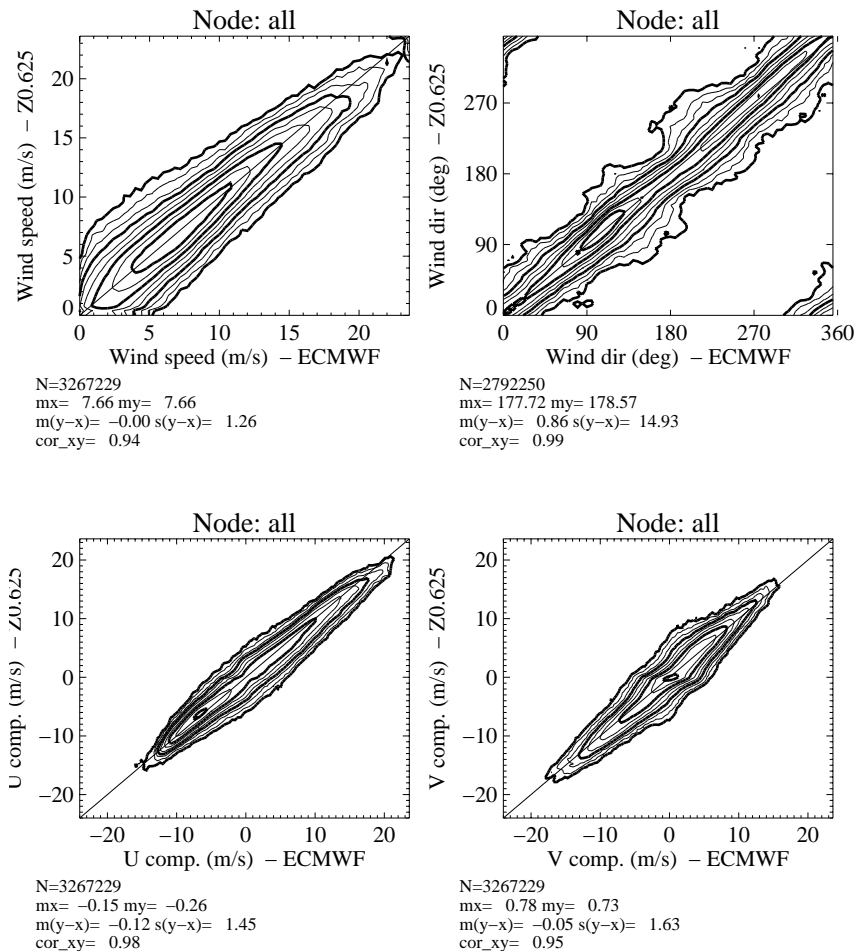 Node: all
Wind speed (m/s) − Z0.625
20
15
10
5
0
0 5 10 15 20
Wind speed (m/s) − ECMWF
N=3267229
mx= 7.66 my= 7.66
m(y−x)= −0.00 s(y−x)= 1.26
cor_xy= 0.94
Node: all
Wind dir (deg) − Z0.625
270
180
90
0
0 90 180 270 360
Wind dir (deg) − ECMWF
N=2792250
mx= 177.72 my= 178.57
m(y−x)= 0.86 s(y−x)= 14.93
cor_xy= 0.99
Node: all
U comp. (m/s) − Z0.625
20
10
0
−10
−20
−20 −10 0 10 20
U comp. (m/s) − ECMWF
N=3267229
mx= −0.15 my= −0.26
m(y−x)= −0.12 s(y−x)= 1.45
cor_xy= 0.98
Node: all
V comp. (m/s) − Z0.625
20
10
0
−10
−20
−20 −10 0 10 20
V comp. (m/s) − ECMWF
N=3267229
mx= 0.78 my= 0.73
m(y−x)= −0.05 s(y−x)= 1.63
cor_xy= 0.95